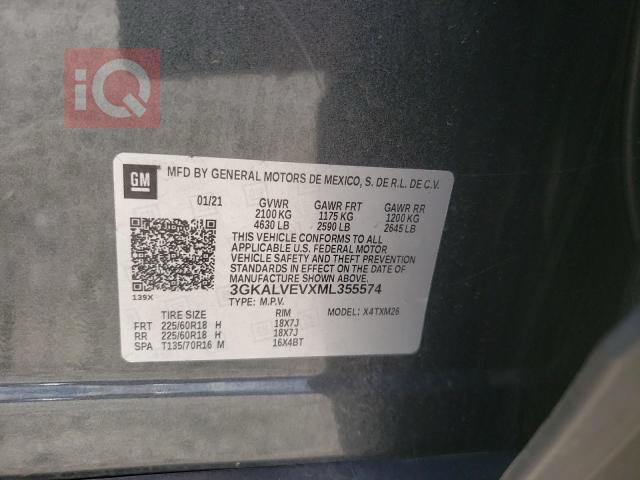 iQ
GM
MFD BY GENERAL MOTORS DE MEXICO, S. DE R.L. DE C.V.
01/21 GVWR GAWR FRT GAWR RR
2100 KG 1175 KG 1200 KG
4630 LB 2590 LB 2645 LB
THIS VEHICLE CONFORMS TO ALL
APPLICABLE U.S. FEDERAL MOTOR
VEHICLE SAFETY AND THEFT PREVENTION
STANDARDS IN EFFECT ON THE DATE OF
MANUFACTURE SHOWN ABOVE.
139X
3GKALVEVXML355574
TYPE: M.P.V. MODEL: X4TXM26
TIRE SIZE RIM
FRT 225/60R18 H 18X7J
RR 225/60R18 H 18X7J
SPA T135/70R16 M 16X4BT